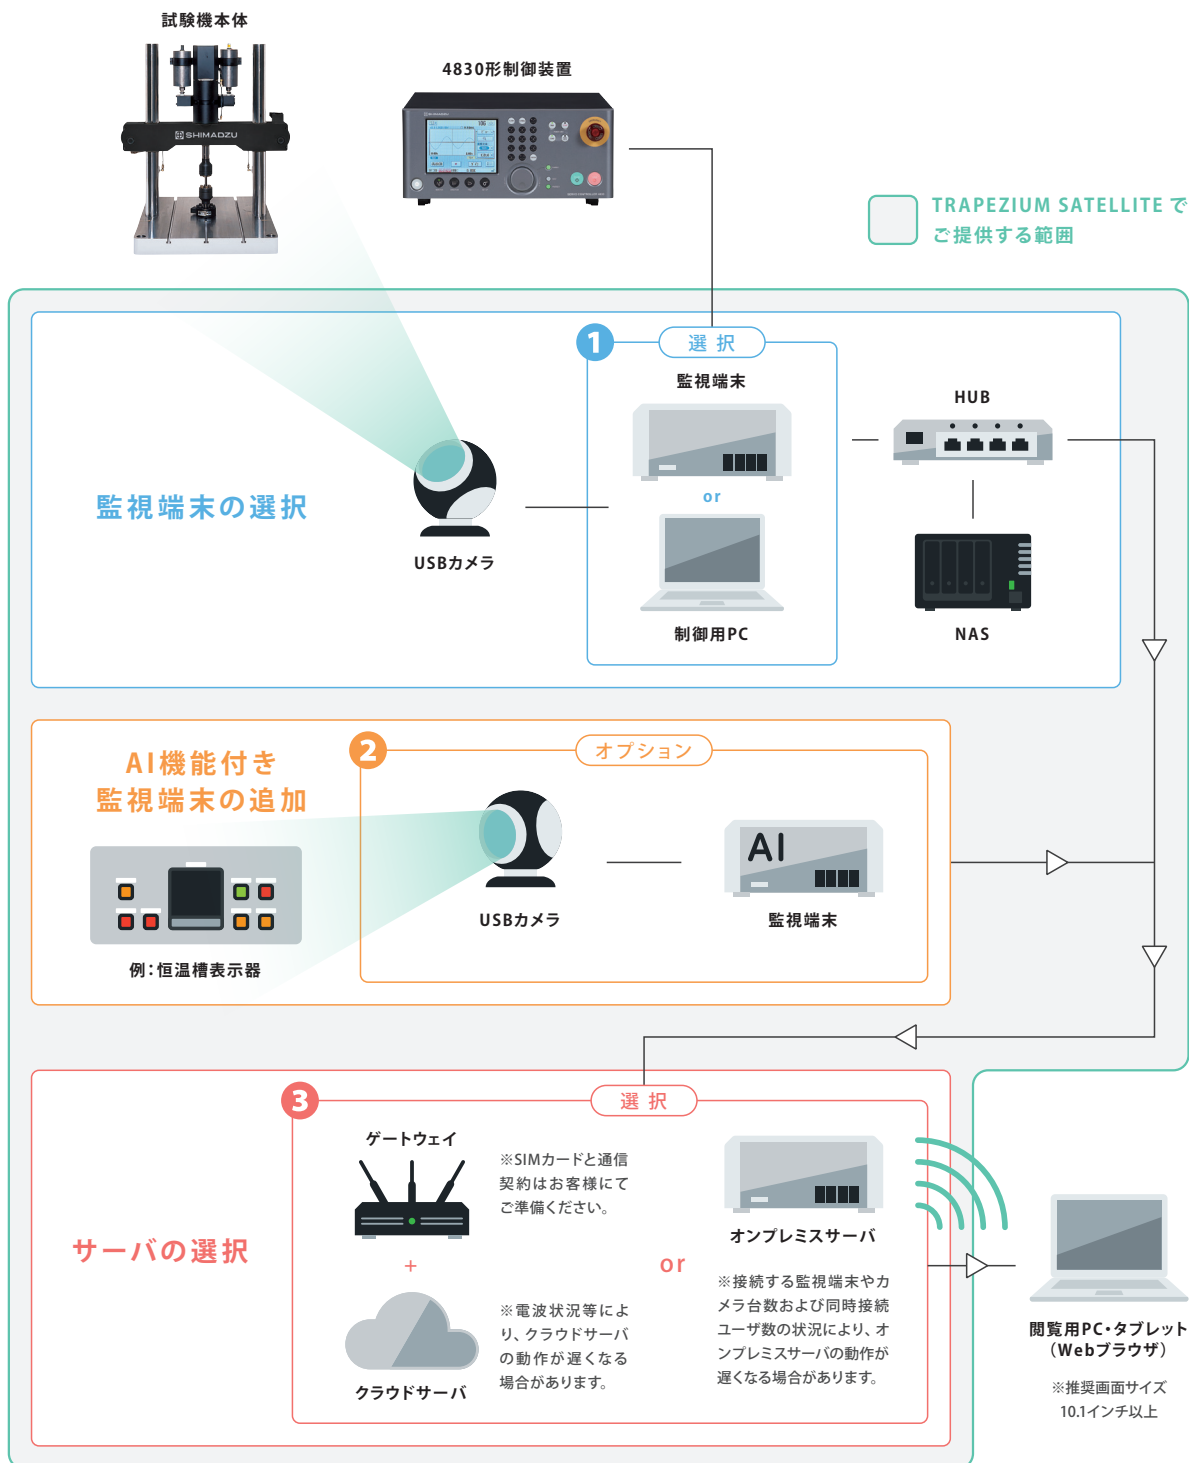 試験機本体
4830形制御装置
SHIMADZU
TRAPEZIUM SATELLITE で
ご提供する範囲
1
選択
監視端末
HUB
監視端末の選択
or
USBカメラ
制御用PC
NAS
2
オプション
AI機能付き
監視端末の追加
AI
USBカメラ
監視端末
例：恒温槽表示器
3
選択
ゲートウェイ
※SIMカードと通信
契約はお客様にて
ご準備ください。
オンプレミスサーバ
サーバの選択
+
or
※電波状況等によ
り、クラウドサーバ
の動作が遅くなる
場合があります。
クラウドサーバ
※接続する監視端末やカ
メラ台数および同時接続
ユーザ数の状況により、オ
ンプレミスサーバの動作が
遅くなる場合があります。
閲覧用PC・タブレット
（Webブラウザ）
※推奨画面サイズ
10.1インチ以上